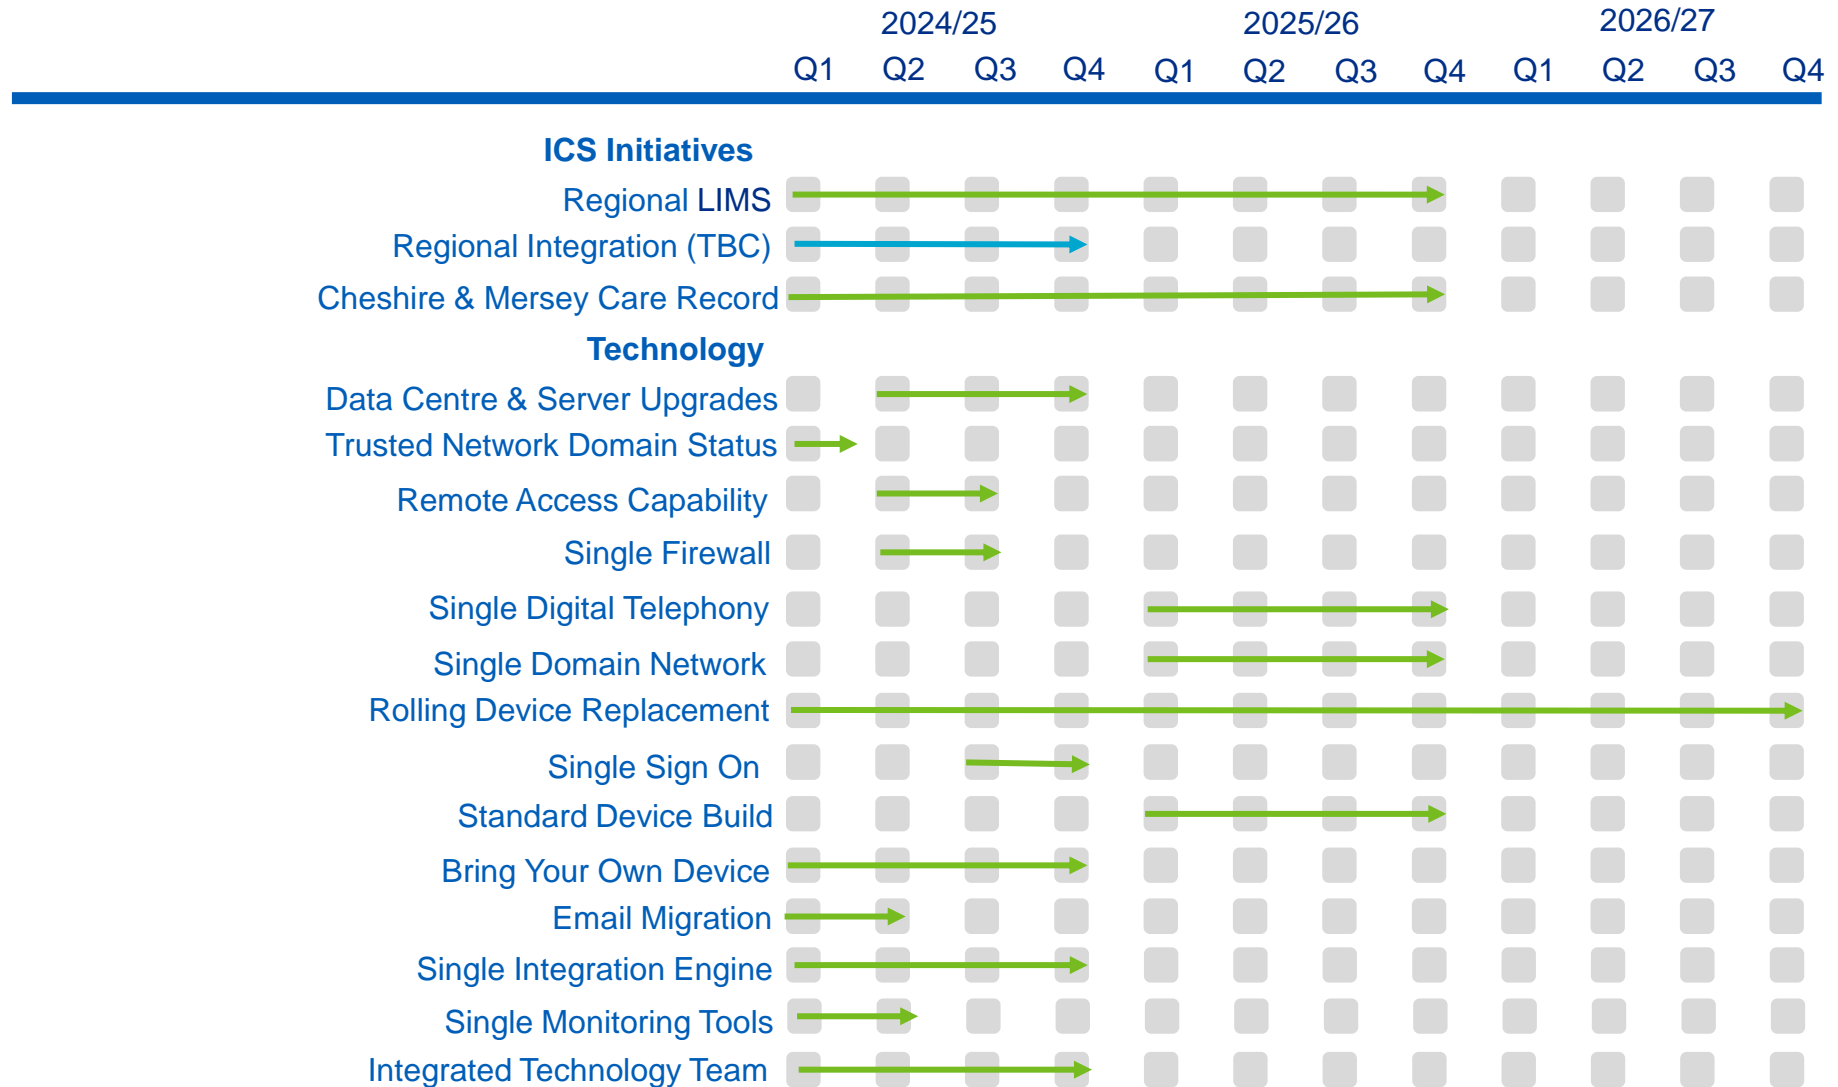 2024/25 2025/26 2026/27
Q1 Q2 Q3 Q4 Q1 Q2 Q3 Q4 Q1 Q2 Q3 Q4
ICS Initiatives
Regional LIMS
Regional Integration (TBC)
Cheshire & Mersey Care Record
Technology
Data Centre & Server Upgrades
Trusted Network Domain Status
Remote Access Capability
Single Firewall
Single Digital Telephony
Single Domain Network
Rolling Device Replacement
Single Sign On
Standard Device Build
Bring Your Own Device
Email Migration
Single Integration Engine
Single Monitoring Tools
Integrated Technology Team